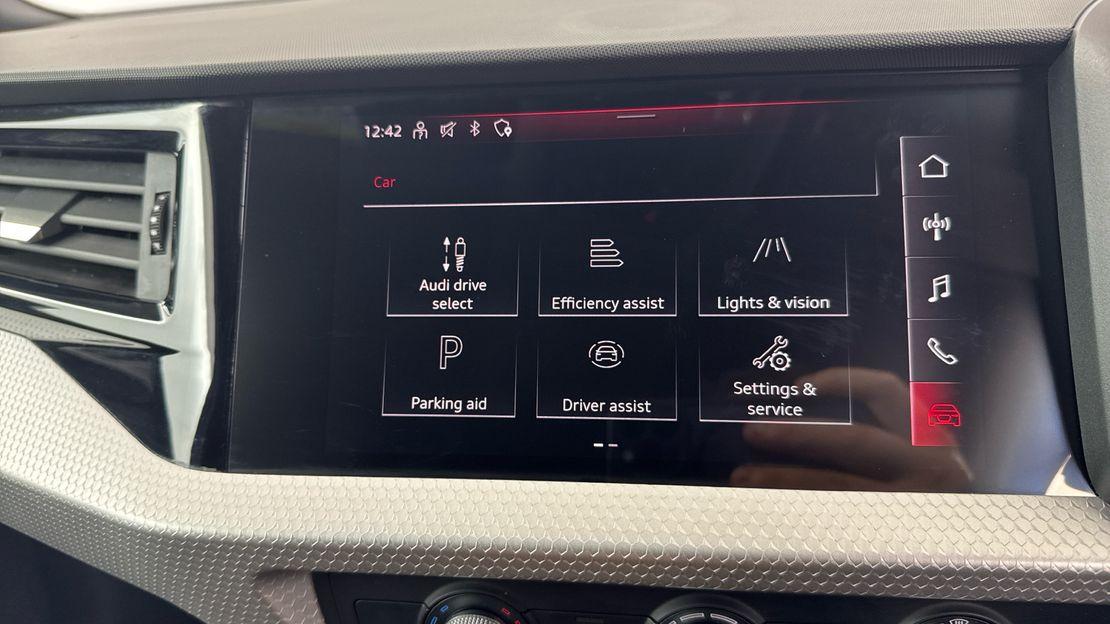 12:42
Car
Audi drive
select
Efficiency assist
Lights & vision
P
Parking aid
Driver assist
Settings &
service